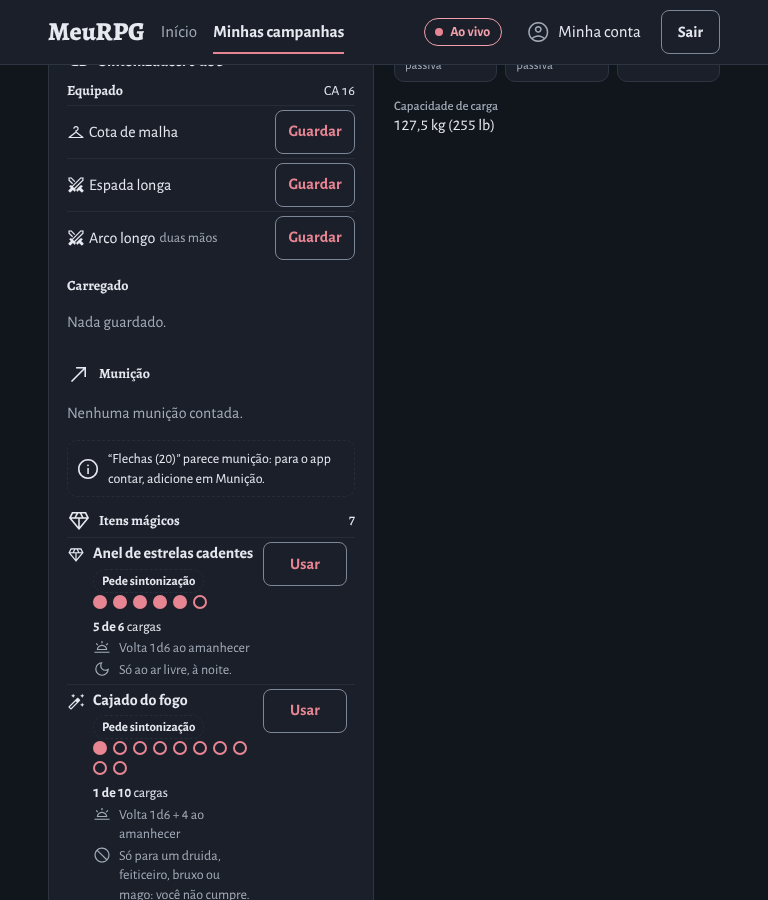 MeuRPG
Início
Minhas campanhas
Ao vivo
Minha conta
Sair
passiva
passiva
Equipado
CA 16
Capacidade de carga
127,5 kg (255 lb)
Cota de malha
Guardar
Espada longa
Guardar
Arco longo duas mãos
Guardar
Carregado
Nada guardado.
Munição
Nenhuma munição contada.
“Flechas (20)” parece munição: para o app
contar, adicione em Munição.
Itens mágicos
7
Anel de estrelas cadentes
Usar
Pede sintonização
5 de 6 cargas
Volta 1d6 ao amanhecer
Só ao ar livre, à noite.
Cajado do fogo
Usar
Pede sintonização
1 de 10 cargas
Volta 1d6 + 4 ao
amanhecer
Só para um druida,
feiticeiro, bruxo ou
mago: você não cumpre.